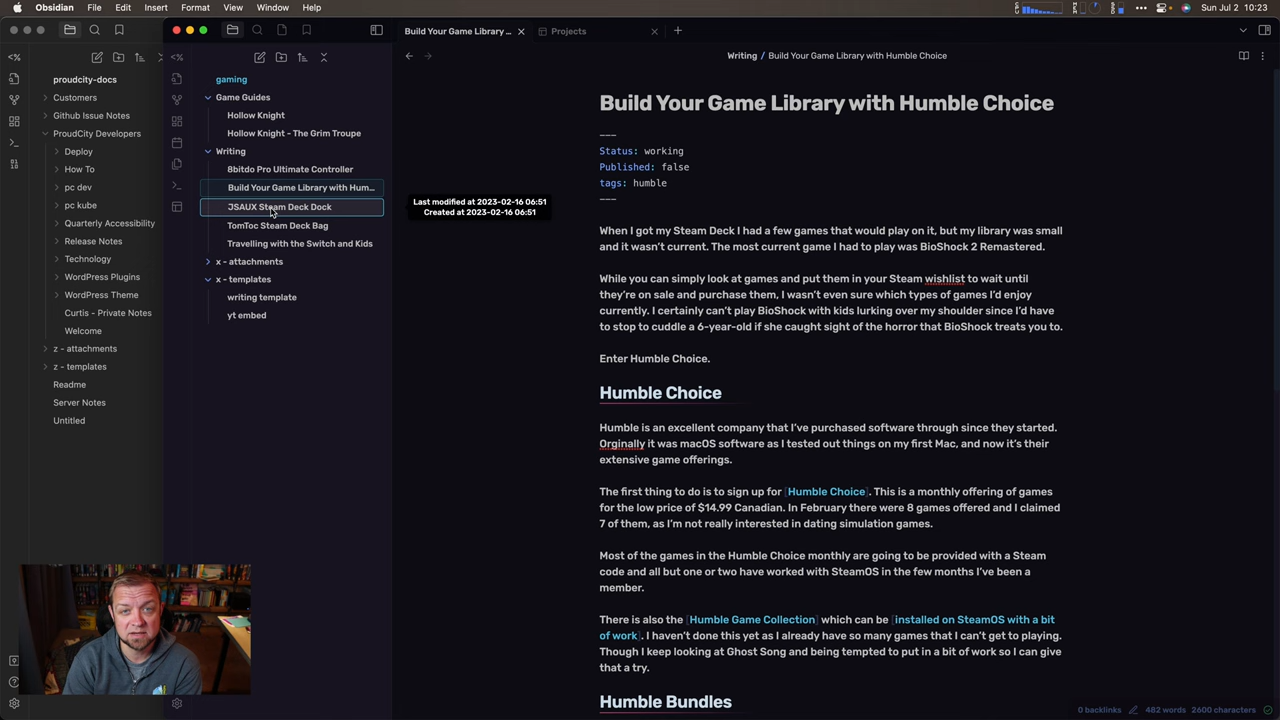 Obsidian File Edit Insert Format View Window Help
Sun Jul 2 10:23
proudcity-docs
Customers
Github Issue Notes
ProudCity Developers
Deploy
How To
pc dev
pc kube
Quarterly Accessibility
Release Notes
Technology
WordPress Plugins
WordPress Theme
Curtis - Private Notes
Welcome
z - attachments
z - templates
Readme
Server Notes
Untitled
gaming
Game Guides
Hollow Knight
Hollow Knight - The Grim Troupe
Writing
8bitdo Pro Ultimate Controller
Build Your Game Library with Hum...
JSAUX Steam Deck Dock
TomToc Steam Deck Bag
Travelling with the Switch and Kids
x - attachments
x - templates
writing template
yt embed
Last modified at 2023-02-16 06:51
Created at 2023-02-16 06:51
Build Your Game Library ...
Projects
Writing / Build Your Game Library with Humble Choice
Build Your Game Library with Humble Choice
---
Status: working
Published: false
tags: humble
---
When I got my Steam Deck I had a few games that would play on it, but my library was small
and it wasn't current. The most current game I had to play was BioShock 2 Remastered.
While you can simply look at games and put them in your Steam wishlist to wait until
they're on sale and purchase them, I wasn't even sure which types of games I'd enjoy
currently. I certainly can't play BioShock with kids lurking over my shoulder since I'd have
to stop to cuddle a 6-year-old if she caught sight of the horror that BioShock treats you to.
Enter Humble Choice.
Humble Choice
Humble is an excellent company that I've purchased software through since they started.
Orginally it was macOS software as I tested out things on my first Mac, and now it's their
extensive game offerings.
The first thing to do is to sign up for [Humble Choice]. This is a monthly offering of games
for the low price of $14.99 Canadian. In February there were 8 games offered and I claimed
7 of them, as I'm not really interested in dating simulation games.
Most of the games in the Humble Choice monthly are going to be provided with a Steam
code and all but one or two have worked with SteamOS in the few months I've been a
member.
There is also the [Humble Game Collection] which can be [installed on SteamOS with a bit
of work]. I haven't done this yet as I already have so many games that I can't get to playing.
Though I keep looking at Ghost Song and being tempted to put in a bit of work so I can give
that a try.
Humble Bundles
0 backlinks 482 words 2600 characters